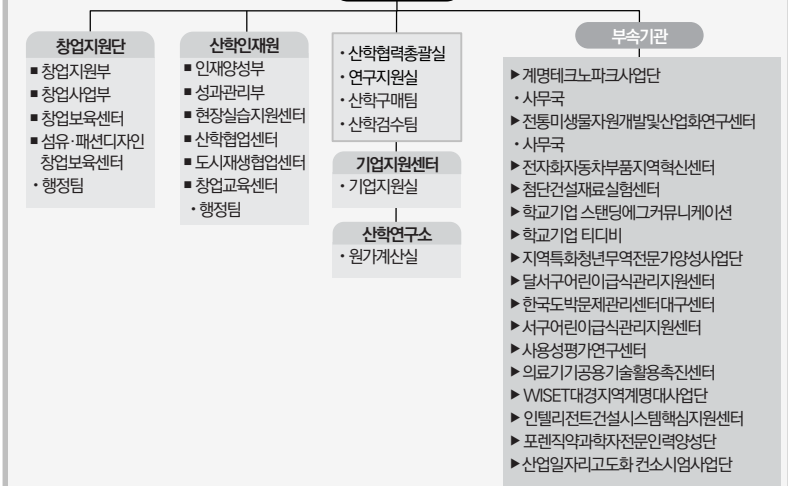 창업지원단
■ 창업지원부
■ 창업사업부
■ 창업보육센터
■ 섬유·패션디자인
창업보육센터
· 행정팀
산학인재원
■ 인재양성부
■ 성과관리부
■ 현장실습지원센터
■ 산학협업센터
■ 도시재생협업센터
■ 창업교육센터
· 행정팀
· 산학협력총괄실
· 연구지원실
· 산학구매팀
· 산학검수팀
기업지원센터
· 기업지원실
산학연구소
· 원가계산실
부속기관
▶계명테크노파크사업단
· 사무국
▶전통미생물자원개발및산업화연구센터
· 사무국
▶전자화자동차부품지역혁신센터
▶첨단건설재료실험센터
▶학교기업 스탠딩에그커뮤니케이션
▶학교기업 티디비
▶지역특화청년무역전문가양성사업단
▶달서구어린이급식관리지원센터
▶한국도박문제관리센터대구센터
▶서구어린이급식관리지원센터
▶사용성평가연구센터
▶의료기기공용기술활용촉진센터
▶WISET대경지역계명대사업단
▶인텔리전트건설시스템핵심지원센터
▶포렌직약과학자전문인력양성단
▶산업일자리고도화 컨소시엄사업단